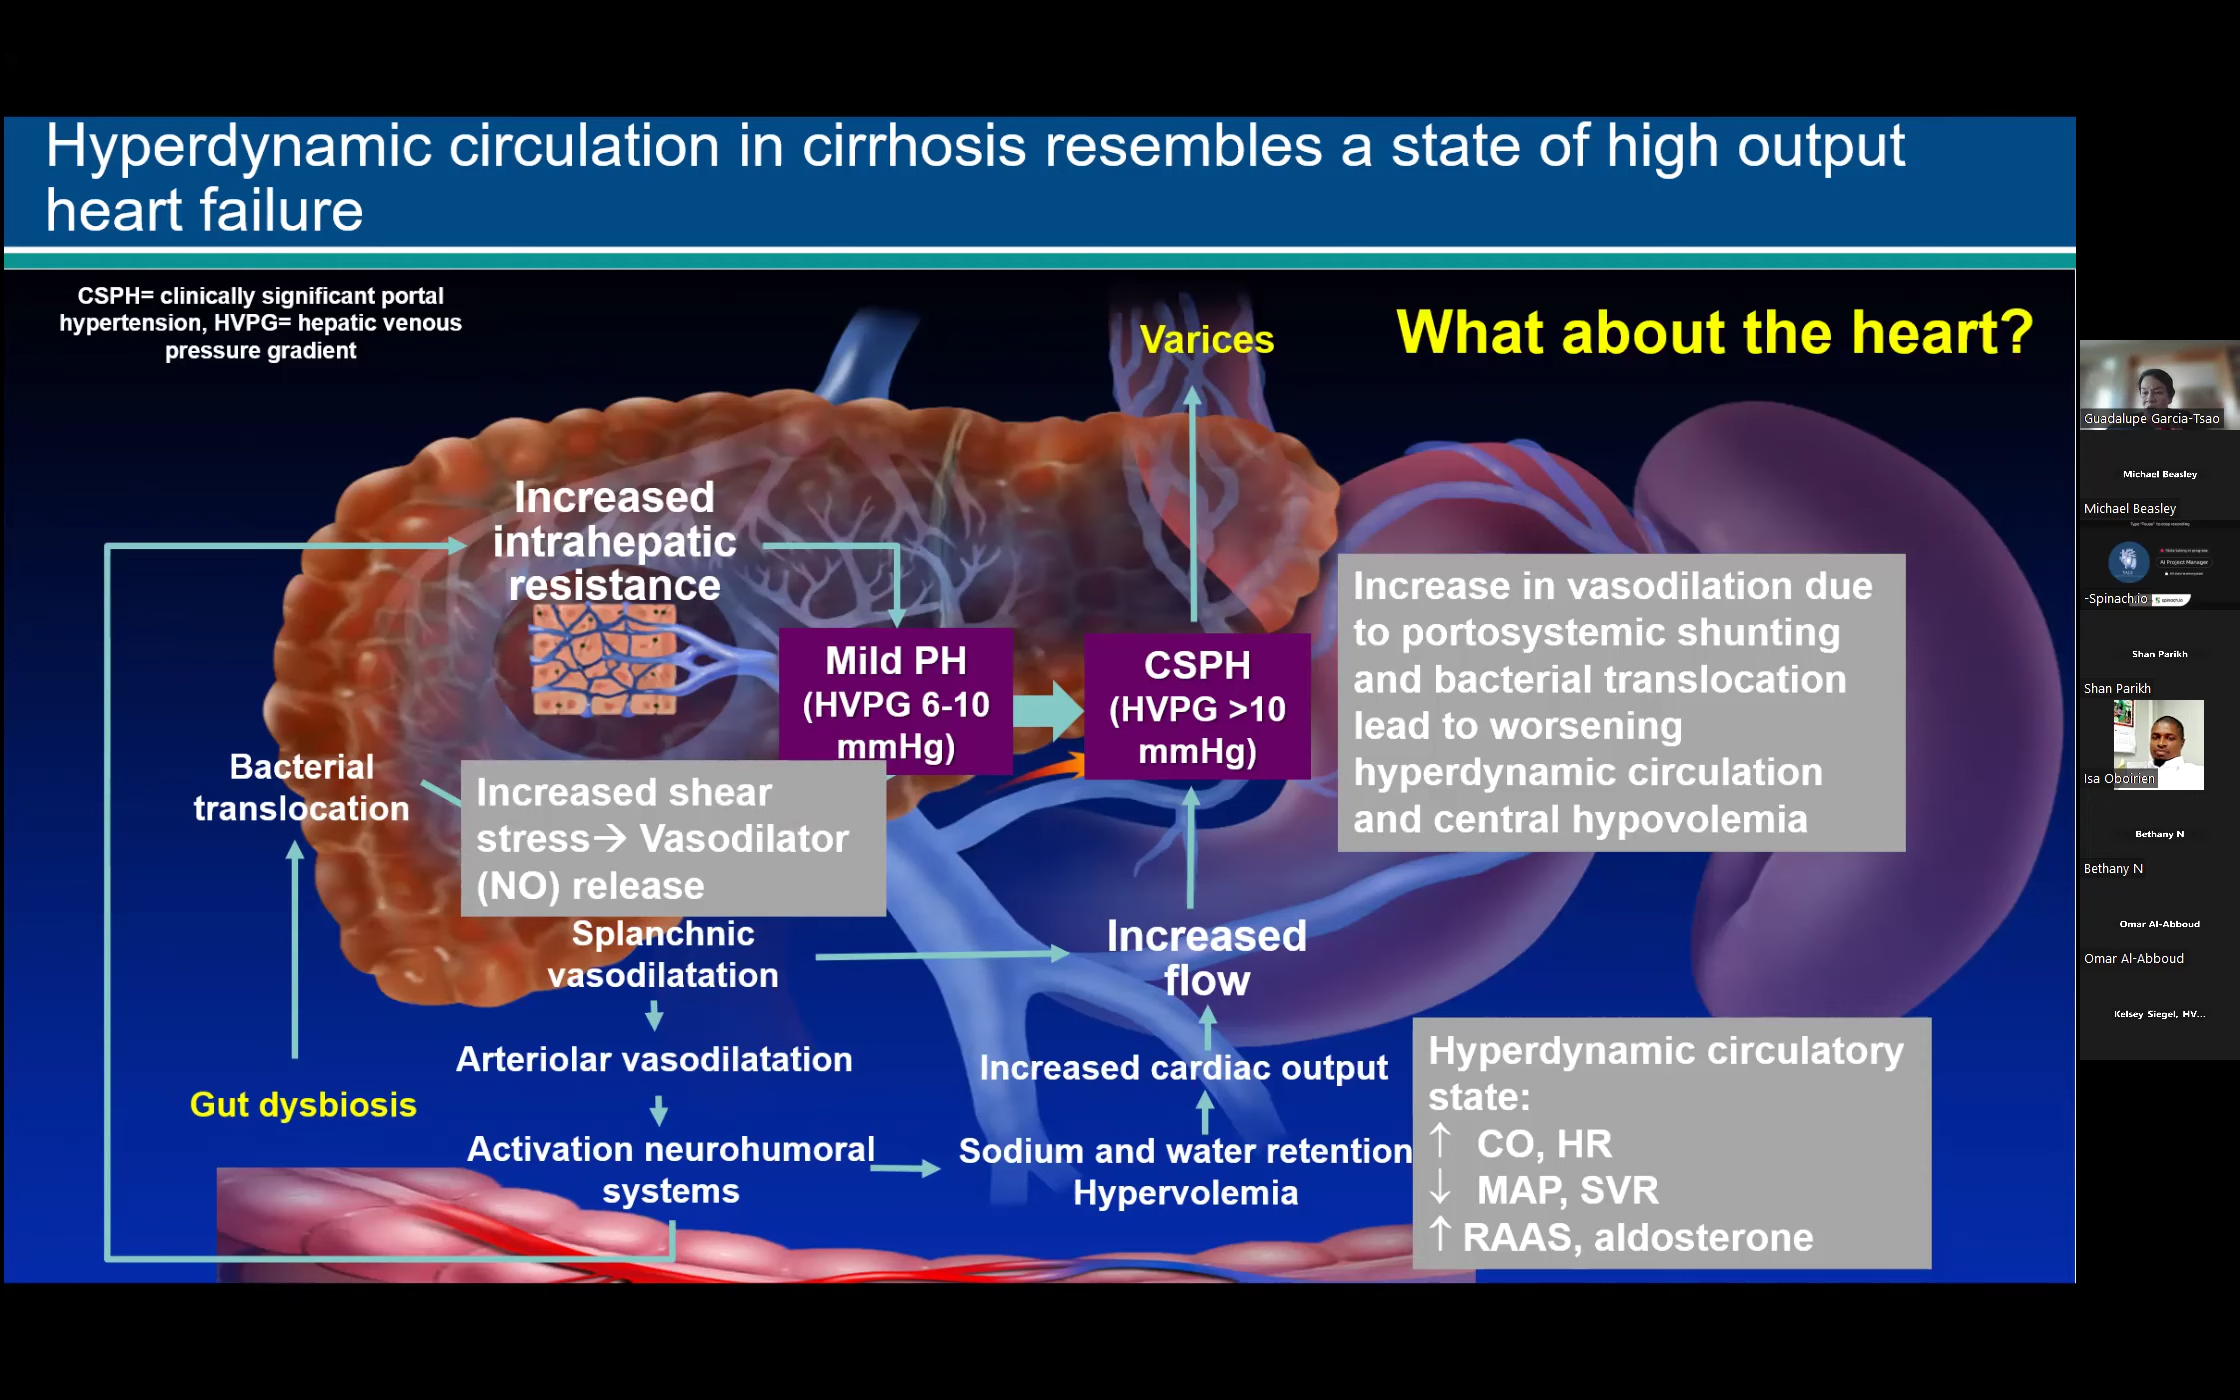 Hyperdynamic circulation in cirrhosis resembles a state of high output
heart failure
CSPH= clinically significant portal
hypertension, HVPG= hepatic venous
pressure gradient
Varices
What about the heart?
Increased
intrahepatic
resistance
Mild PH
(HVPG 6-10
mmHg)
CSPH
(HVPG >10
mmHg)
Increase in vasodilation due
to portosystemic shunting
and bacterial translocation
lead to worsening
hyperdynamic circulation
and central hypovolemia
Bacterial
translocation
Increased shear
stress→ Vasodilator
(NO) release
Splanchnic
vasodilatation
Increased
flow
Arteriolar vasodilatation
Increased cardiac output
Gut dysbiosis
Activation neurohumoral
systems
Sodium and water retention
Hypervolemia
Hyperdynamic circulatory
state:
↑ CO, HR
↓ MAP, SVR
↑ RAAS, aldosterone
Guadalupe Garcia-Tsao
Michael Beasley
Michael Beasley
AI Project Manager
-Spinach.io
Shan Parikh
Shan Parikh
Isa Oboirien
Bethany N
Bethany N
Omar Al-Abboud
Omar Al-Abboud
Kelsey Siegel, HV...